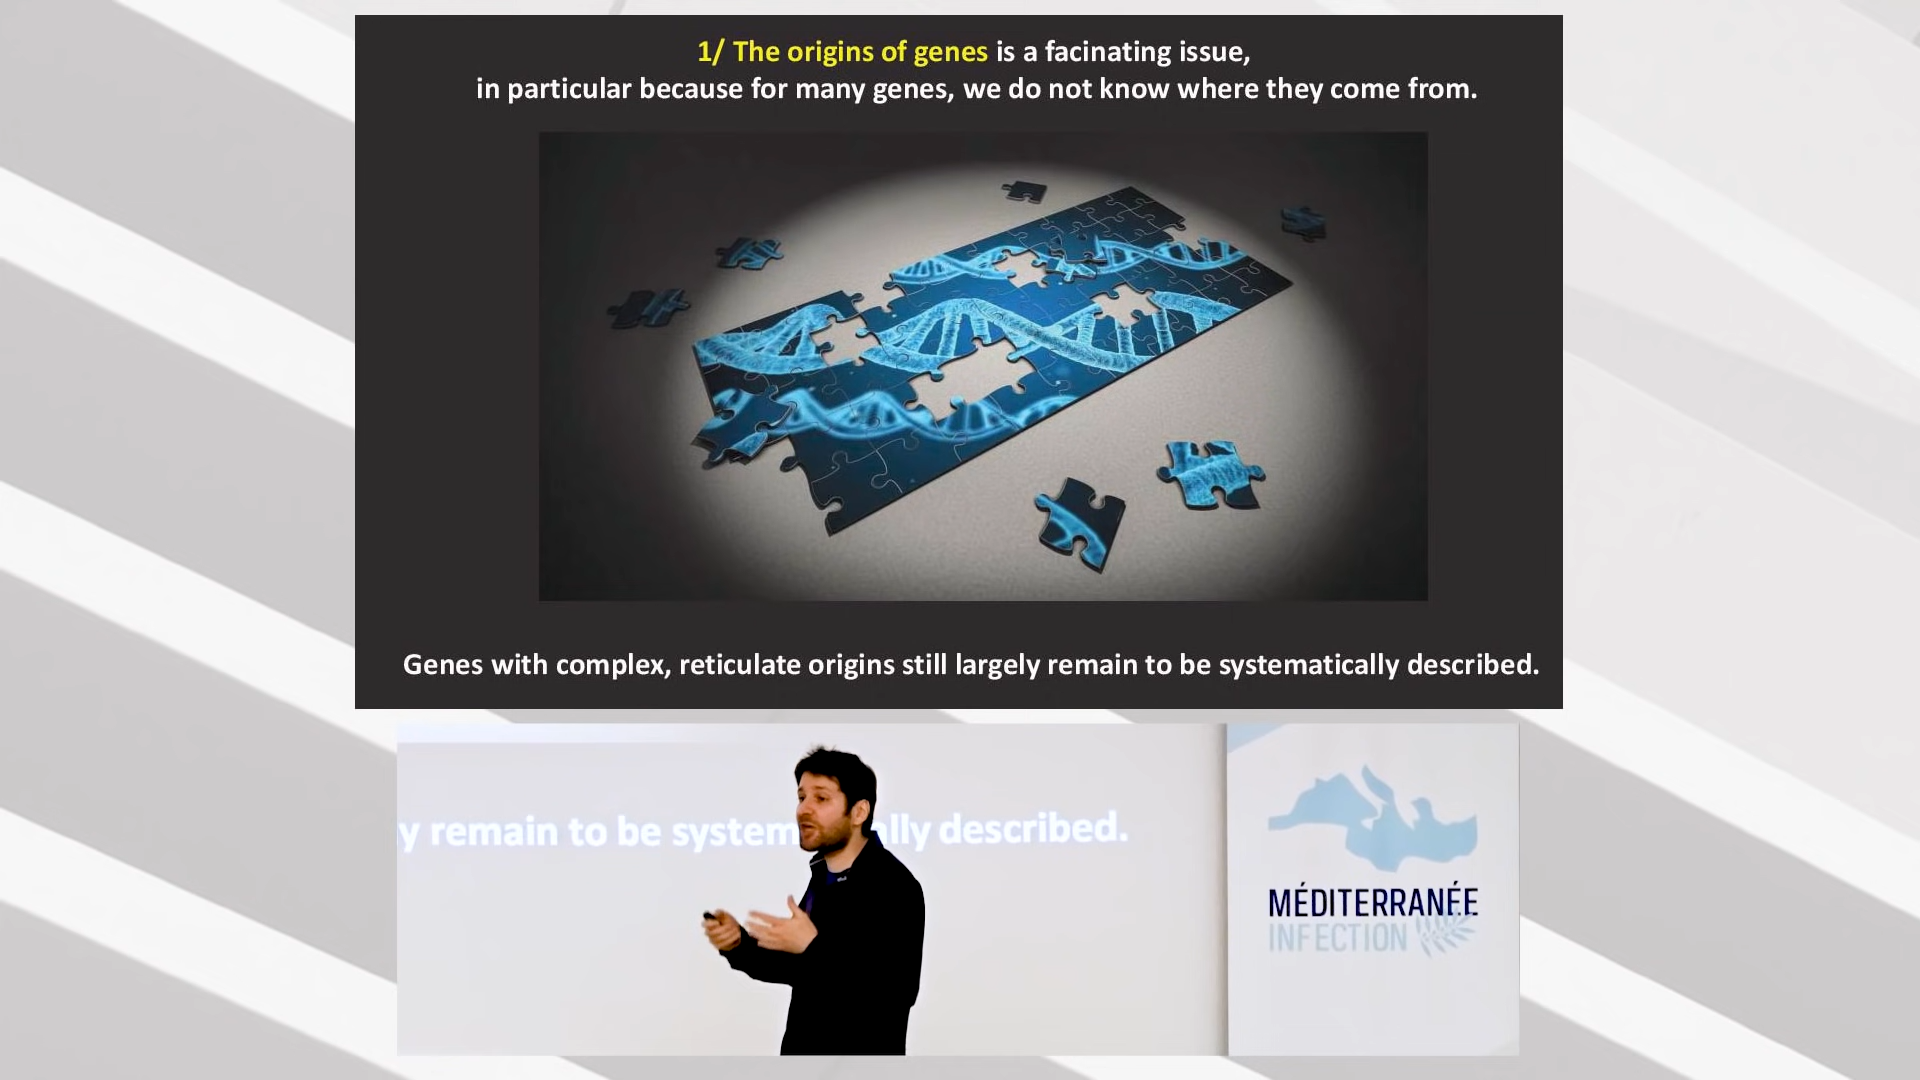 1/ The origins of genes is a facinating issue,
in particular because for many genes, we do not know where they come from.
Genes with complex, reticulate origins still largely remain to be systematically described.
y remain to be system ally described.
MÉDITERRANÉE
INFECTION